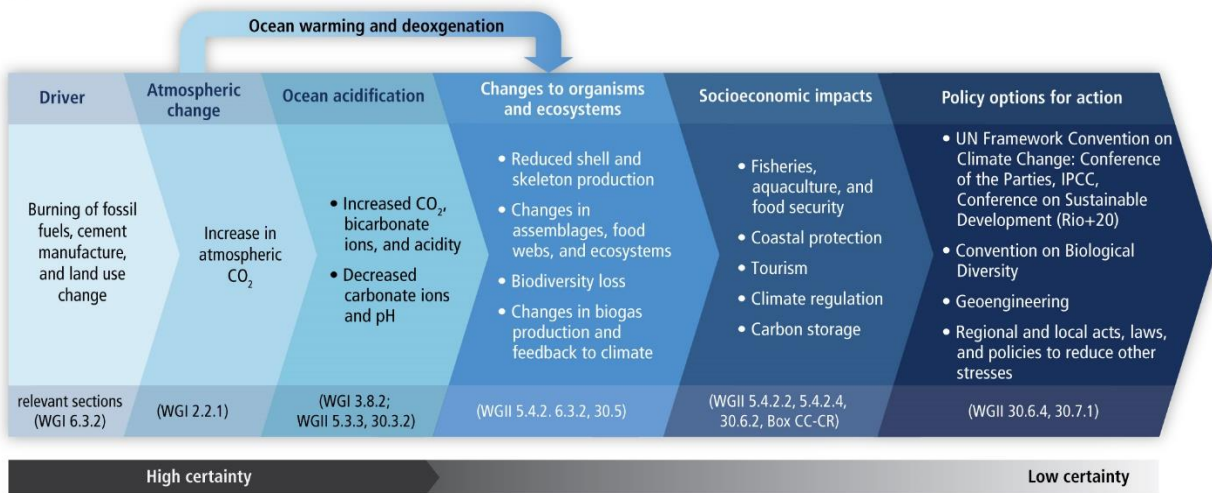 Ocean warming and deoxgenation
Driver
Burning of fossil
fuels, cement
manufacture,
and land use
change
relevant sections
(WGI 6.3.2)
Atmospheric
change
Increase in
atmospheric
CO₂
(WGI 2.2.1)
Ocean acidification
• Increased CO₂,
bicarbonate
ions, and acidity
• Decreased
carbonate ions
and pH
(WGI 3.8.2;
WGII 5.3.3, 30.3.2)
Changes to organisms
and ecosystems
• Reduced shell and
skeleton production
• Changes in
assemblages, food
webs, and ecosystems
• Biodiversity loss
• Changes in biogas
production and
feedback to climate
(WGII 5.4.2. 6.3.2, 30.5)
Socioeconomic impacts
• Fisheries,
aquaculture, and
food security
• Coastal protection
• Tourism
• Climate regulation
• Carbon storage
(WGII 5.4.2.2, 5.4.2.4,
30.6.2, Box CC-CR)
Policy options for action
• UN Framework Convention on
Climate Change: Conference
of the Parties, IPCC,
Conference on Sustainable
Development (Rio+20)
• Convention on Biological
Diversity
• Geoengineering
• Regional and local acts, laws,
and policies to reduce other
stresses
(WGII 30.6.4, 30.7.1)
High certainty
Low certainty